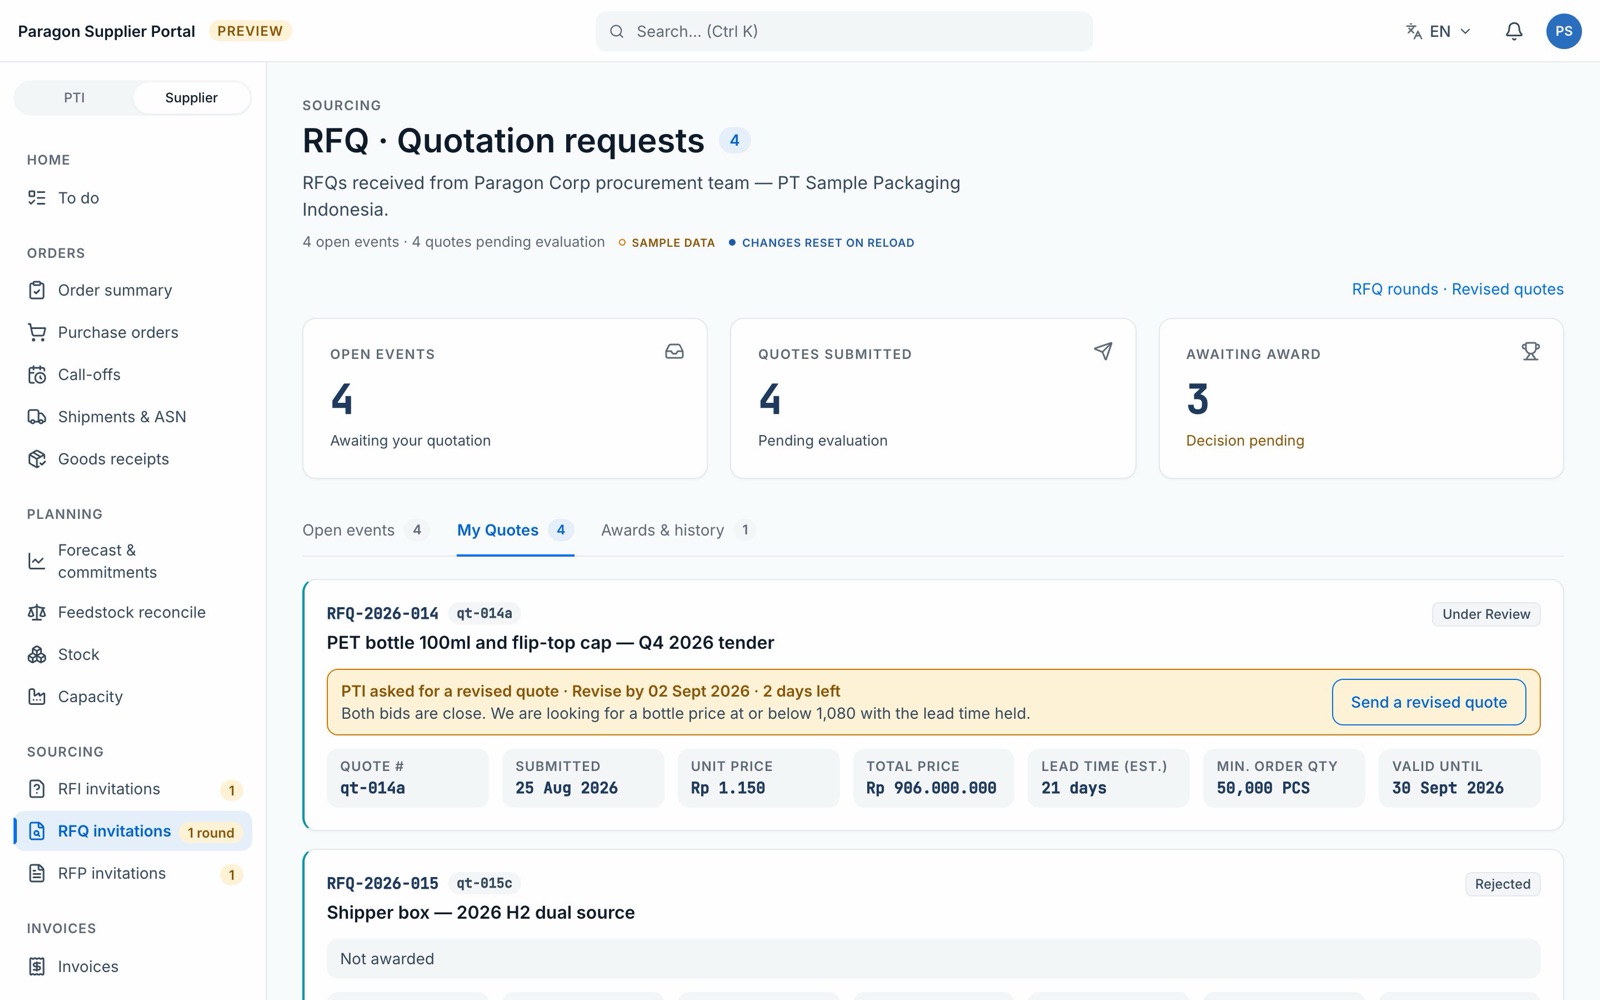 Paragon Supplier Portal
PREVIEW
Search... (Ctrl K)
EN
PS
PTI
Supplier
HOME
To do
ORDERS
Order summary
Purchase orders
Call-offs
Shipments & ASN
Goods receipts
PLANNING
Forecast &
commitments
Feedstock reconcile
Stock
Capacity
SOURCING
RFI invitations 1
RFQ invitations 1 round
RFP invitations 1
INVOICES
Invoices
SOURCING
RFQ · Quotation requests 4
RFQs received from Paragon Corp procurement team — PT Sample Packaging
Indonesia.
4 open events · 4 quotes pending evaluation SAMPLE DATA CHANGES RESET ON RELOAD
RFQ rounds · Revised quotes
OPEN EVENTS
4
Awaiting your quotation
QUOTES SUBMITTED
4
Pending evaluation
AWAITING AWARD
3
Decision pending
Open events 4
My Quotes 4
Awards & history 1
RFQ-2026-014 qt-014a
Under Review
PET bottle 100ml and flip-top cap — Q4 2026 tender
PTI asked for a revised quote · Revise by 02 Sept 2026 · 2 days left
Both bids are close. We are looking for a bottle price at or below 1,080 with the lead time held.
Send a revised quote
QUOTE #
qt-014a
SUBMITTED
25 Aug 2026
UNIT PRICE
Rp 1.150
TOTAL PRICE
Rp 906.000.000
LEAD TIME (EST.)
21 days
MIN. ORDER QTY
50,000 PCS
VALID UNTIL
30 Sept 2026
RFQ-2026-015 qt-015c
Rejected
Shipper box — 2026 H2 dual source
Not awarded